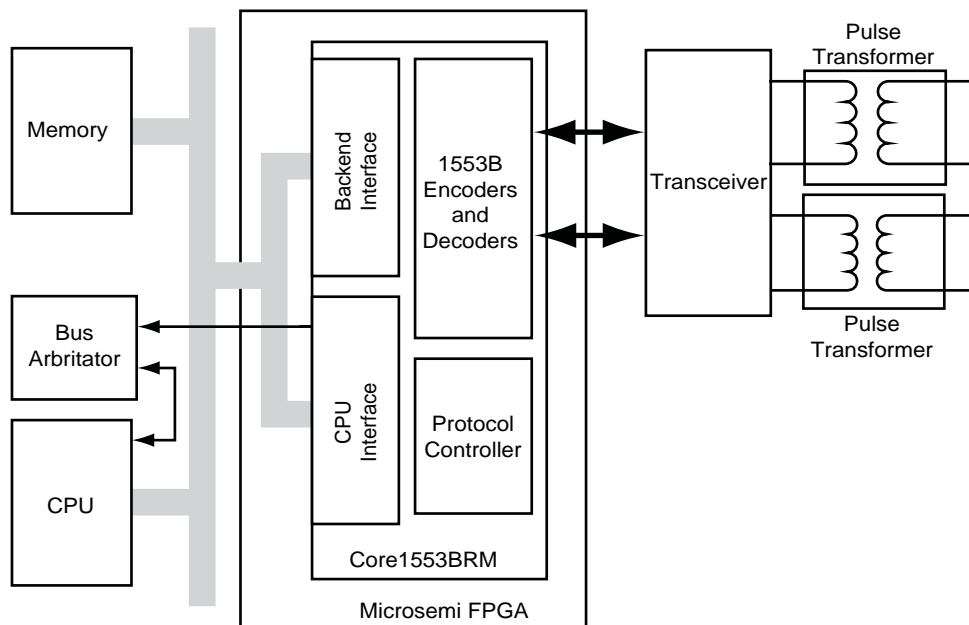 Pulse
Transformer
Memory
Backend
Interface
1553B
Encoders
and
Decoders
Transceiver
Bus
Arbritator
Pulse
Transformer
CPU
Interface
Protocol
Controller
CPU
Core1553BRM
Microsemi FPGA